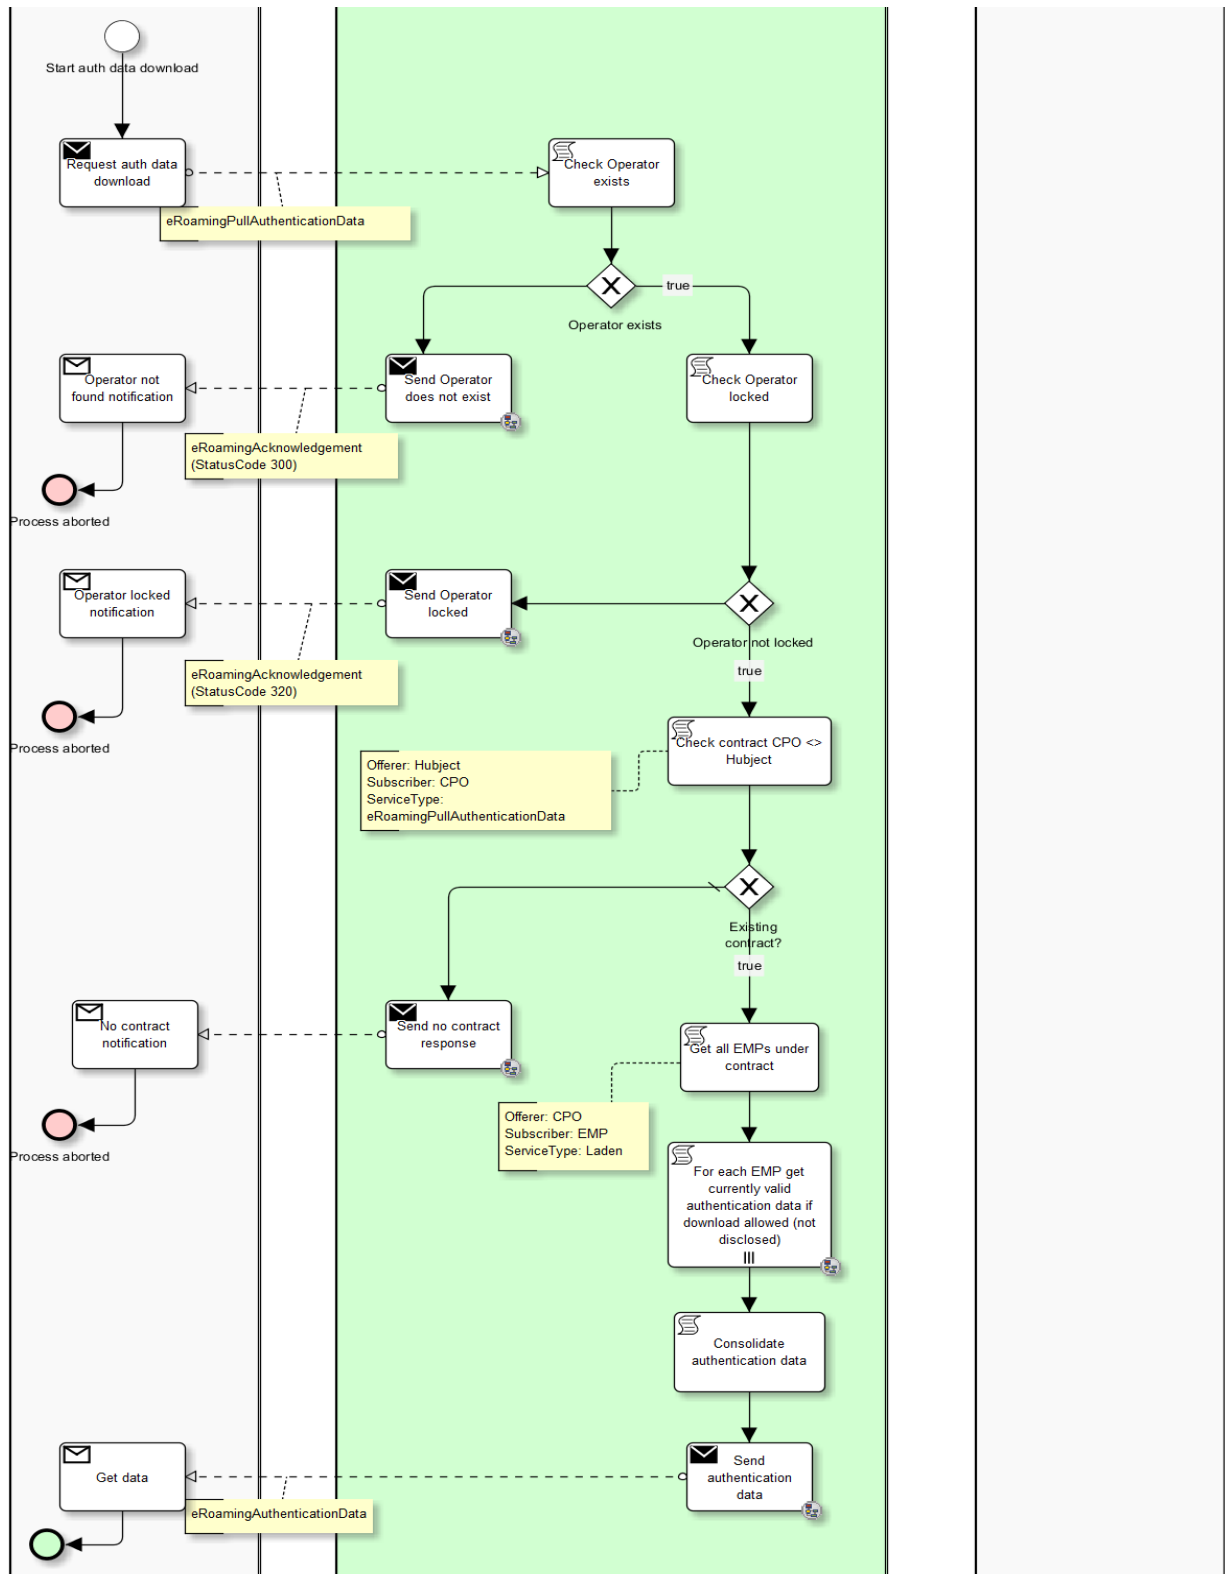 Start auth data download
Request auth data
download
Check Operator
exists
eRoamingPullAuthenticationData
true
Operator exists
Operator not
found notification
Send Operator
does not exist
Check Operator
locked
eRoamingAcknowledgement
(StatusCode 300)
Process aborted
Operator locked
notification
Send Operator
locked
Operator not locked
true
eRoamingAcknowledgement
(StatusCode 320)
Process aborted
Check contract CPO <>
Hubject
Offerer: Hubject
Subscriber: CPO
ServiceType:
eRoamingPullAuthenticationData
Existing
contract?
true
No contract
notification
Send no contract
response
Get all EMPs under
contract
Offerer: CPO
Subscriber: EMP
ServiceType: Laden
Process aborted
For each EMP get
currently valid
authentication data if
download allowed (not
disclosed)
Consolidate
authentication data
Get data
Send
authentication
data
eRoamingAuthenticationData